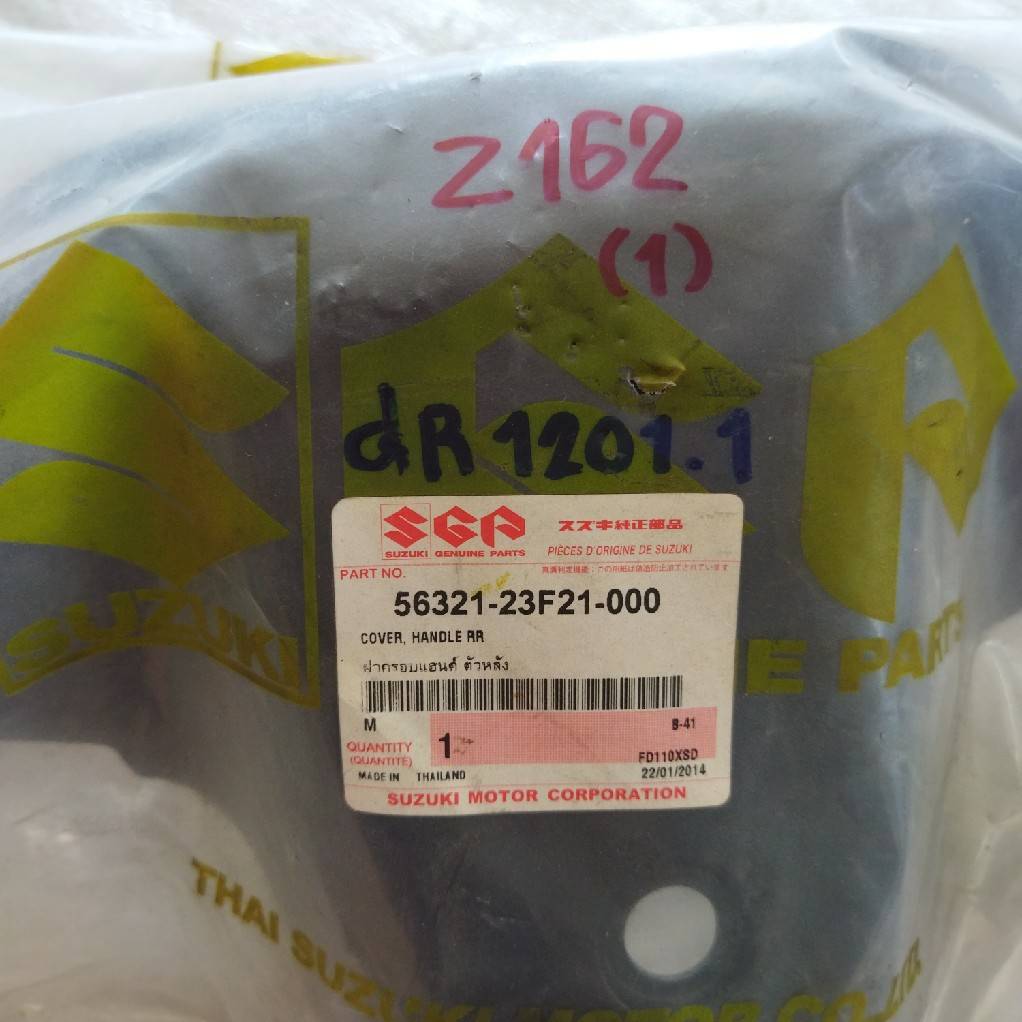 Z162
(1)
dR 1201.1
SGP
SUZUKI GENUINE PARTS
スズキ純正部品
PIÈCES D'ORIGINE DE SUZUKI
PART NO.
56321-23F21-000
COVER, HANDLE RR
ฝาครอบแฮนด์ ตัวหลัง
M
8-41
QUANTITY
(QUANTITE)
1
FD110XSD
MADE IN THAILAND
22/01/2014
SUZUKI MOTOR CORPORATION
SUZUKI
NE PARTS
THAI SUZUKI MOTOR CO.,LTD.